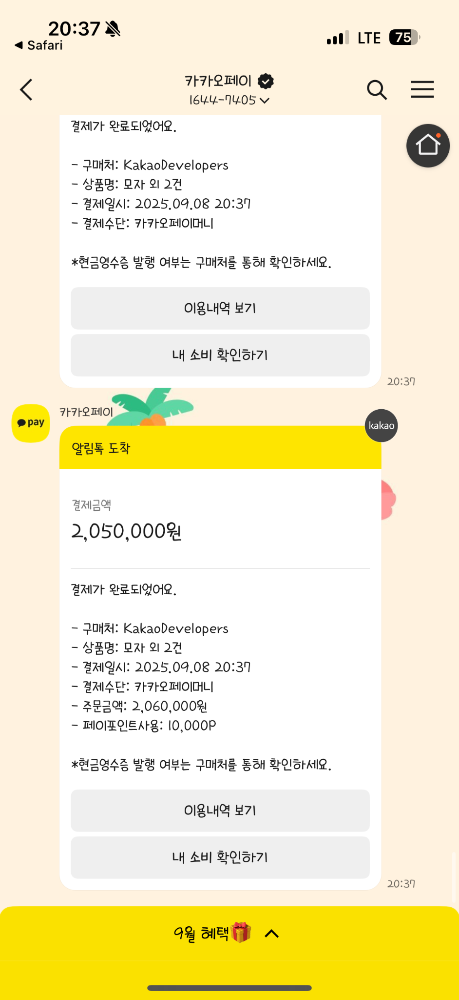 20:37
◀ Safari
LTE
75
카카오페이
1644-7405
결제가 완료되었어요.
- 구매처: KakaoDevelopers
- 상품명: 모자 외 2건
- 결제일시: 2025.09.08 20:37
- 결제수단: 카카오페이머니
*현금영수증 발행 여부는 구매처를 통해 확인하세요.
이용내역 보기
내 소비 확인하기
20:37
pay
카카오페이
kakao
알림톡 도착
결제금액
2,050,000원
결제가 완료되었어요.
- 구매처: KakaoDevelopers
- 상품명: 모자 외 2건
- 결제일시: 2025.09.08 20:37
- 결제수단: 카카오페이머니
- 주문금액: 2,060,000원
- 페이포인트사용: 10,000P
*현금영수증 발행 여부는 구매처를 통해 확인하세요.
이용내역 보기
내 소비 확인하기
20:37
9월 혜택🎁